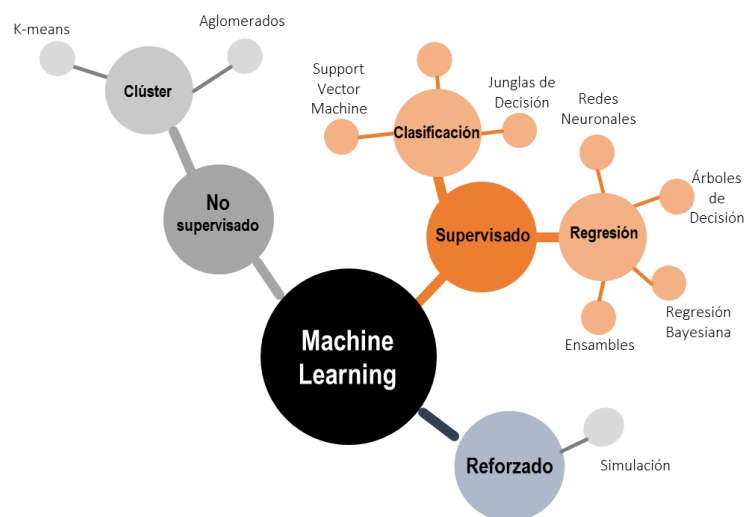 K-means
Aglomerados
Clúster
Support
Vector
Machine
Junglas de
Decisión
Clasificación
Redes
Neuronales
Árboles
de
Decisión
No
supervisado
Supervisado
Regresión
Regresión
Bayesiana
Ensambles
Machine
Learning
Reforzado
Simulación